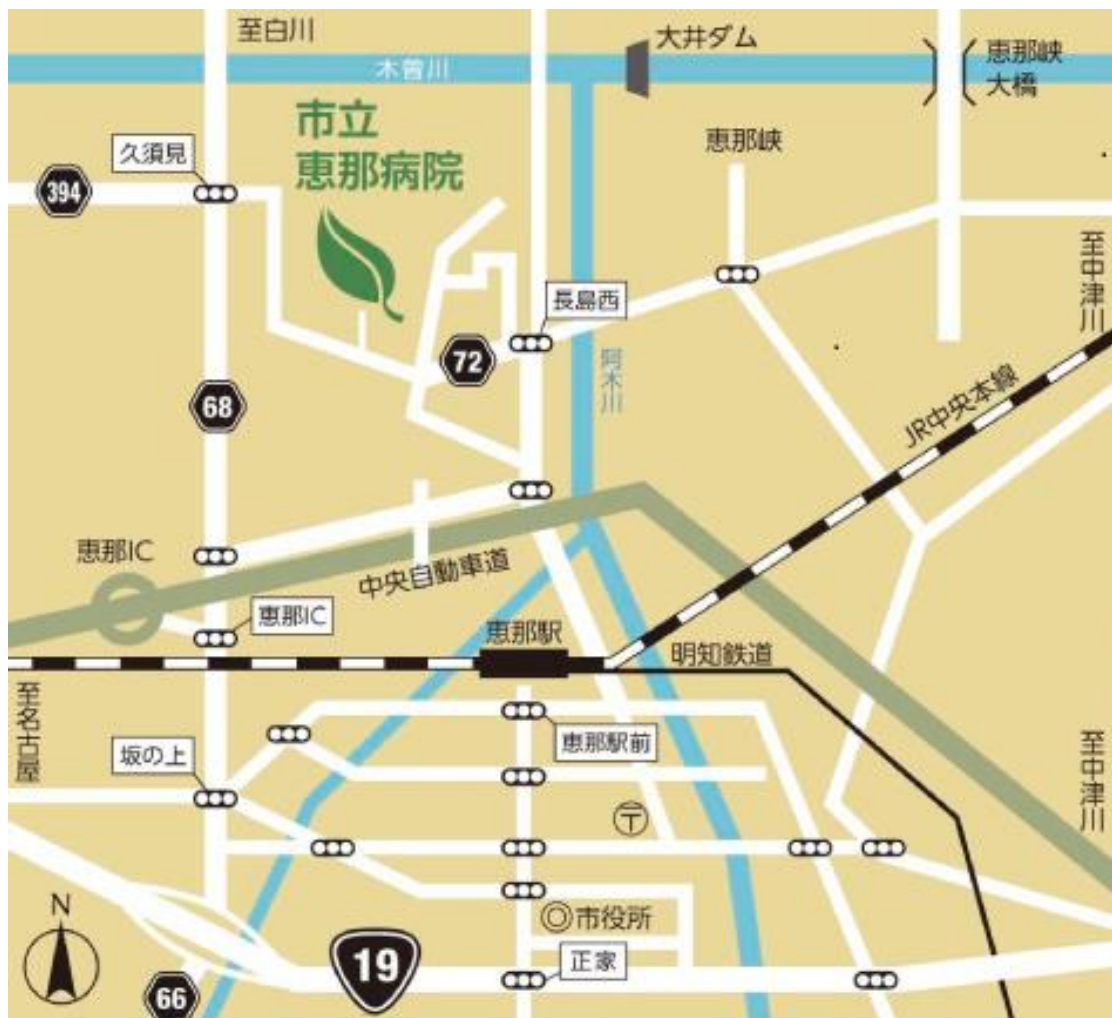 至白川
大井ダム
木曽川
恵那峡
大橋
市立
恵那病院
久須見
恵那峡
394
至中津川
長島西
72
阿木川
68
JR中央本線
恵那IC
中央自動車道
恵那IC
恵那駅
明知鉄道
至名古屋
恵那駅前
坂の上
至中津川
〒
N
◎市役所
19
正家
66